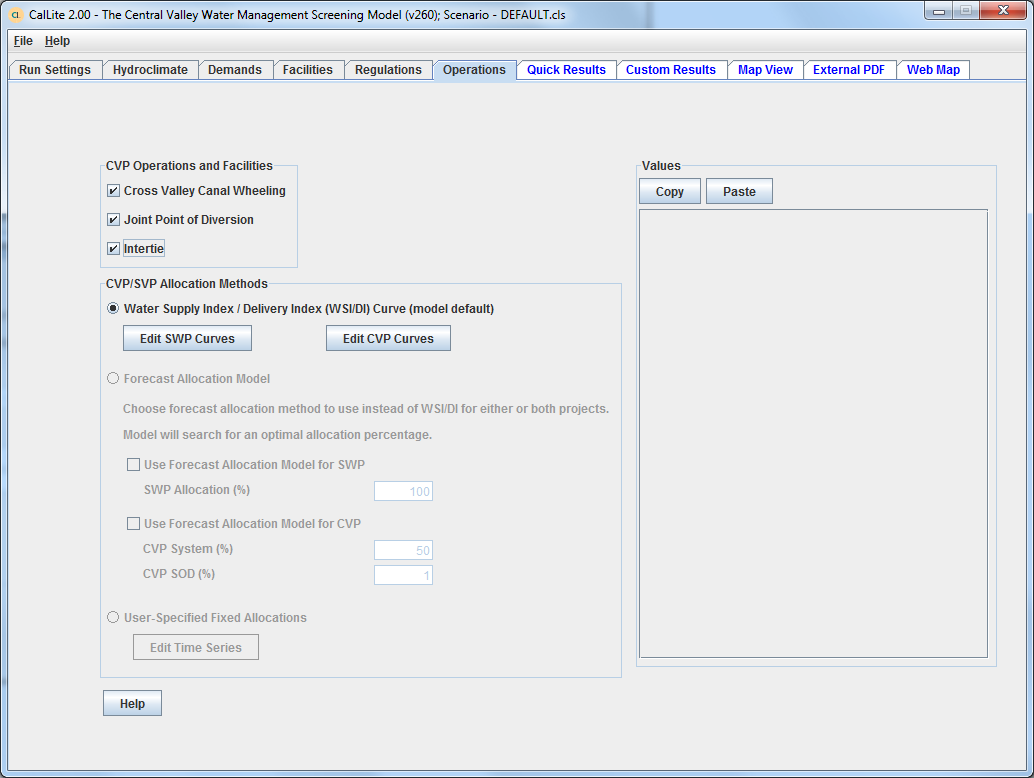 CL CalLite 2.00 - The Central Valley Water Management Screening Model (v260); Scenario - DEFAULT.cls
File Help
Run Settings Hydroclimate Demands Facilities Regulations Operations Quick Results Custom Results Map View External PDF Web Map
CVP Operations and Facilities
Cross Valley Canal Wheeling
Joint Point of Diversion
Intertie
CVP/SVP Allocation Methods
Water Supply Index / Delivery Index (WSI/DI) Curve (model default)
Edit SWP Curves Edit CVP Curves
Forecast Allocation Model
Choose forecast allocation method to use instead of WSI/DI for either or both projects.
Model will search for an optimal allocation percentage.
Use Forecast Allocation Model for SWP
SWP Allocation (%) 100
Use Forecast Allocation Model for CVP
CVP System (%) 50
CVP SOD (%) 1
User-Specified Fixed Allocations
Edit Time Series
Help
Values
Copy Paste